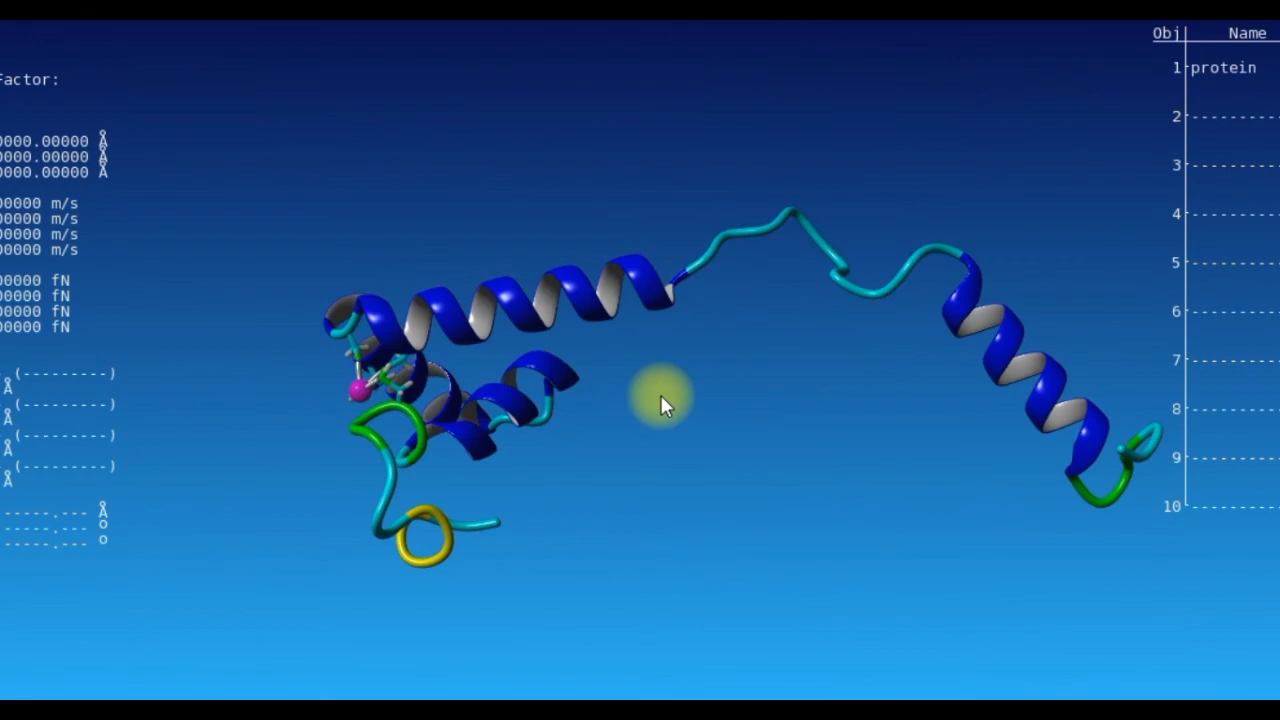 Obj Name
Factor:
1 protein
0000.00000 Å
2 ---------
0000.00000 Å
0000.00000 Å
3 ---------
00000 m/s
4 ---------
00000 m/s
00000 m/s
00000 m/s
5 ---------
00000 fN
00000 fN
6 ---------
00000 fN
00000 fN
7 ---------
(---------)
Å
8 ---------
(---------)
Å
(---------)
Å
9 ---------
(---------)
Å
10 ---------
-----.--- Å
-----.--- o
-----.--- o